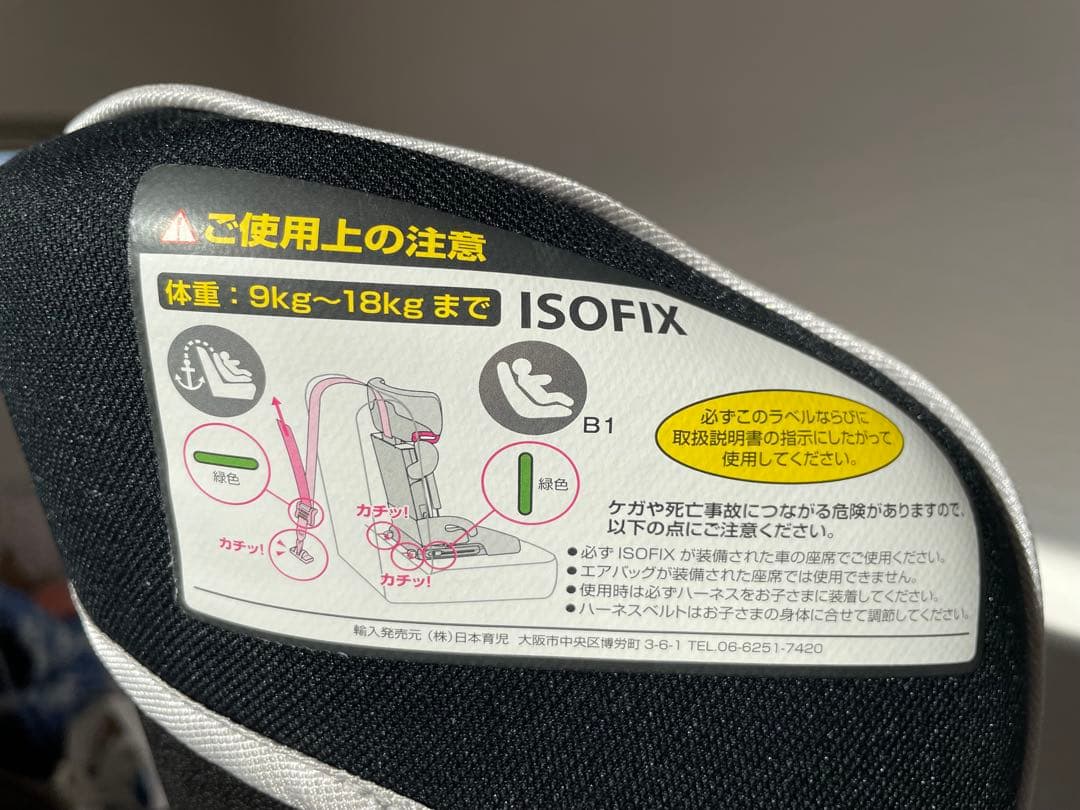 ご使用上の注意
体重：9kg～18kg まで
ISOFIX
B1
緑色
緑色
カチッ!
カチッ!
カチッ!
必ずこのラベルならびに
取扱説明書の指示にしたがって
使用してください。
ケガや死亡事故につながる危険がありますので、
以下の点にご注意ください。
●必ず ISOFIX が装備された車の座席でご使用ください。
●エアバッグが装備された座席では使用できません。
●使用時は必ずハーネスをお子さまに装着してください。
●ハーネスベルトはお子さまの身体に合せて調節してください。
輸入発売元（株）日本育児 大阪市中央区博労町 3-6-1 TEL.06-6251-7420